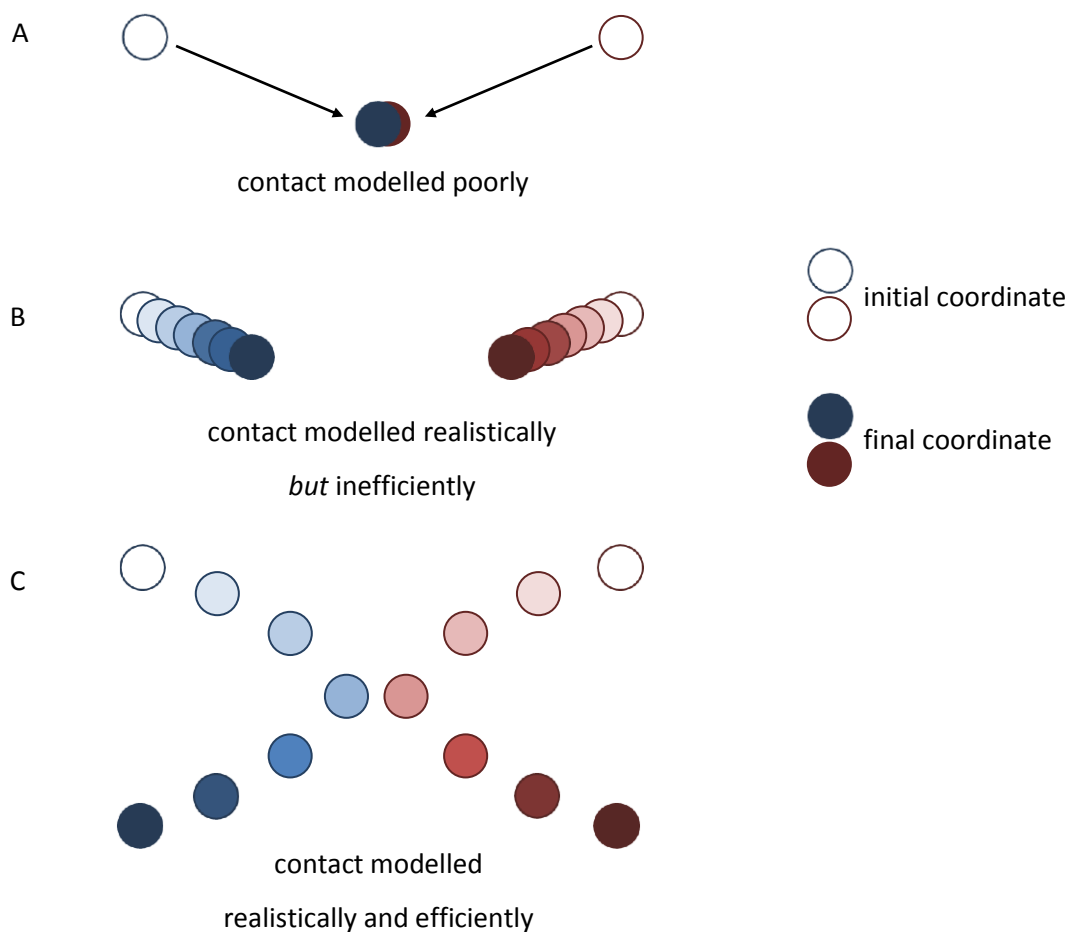 A
contact modelled poorly
B
contact modelled realistically
but inefficiently
initial coordinate
final coordinate
C
contact modelled
realistically and efficiently